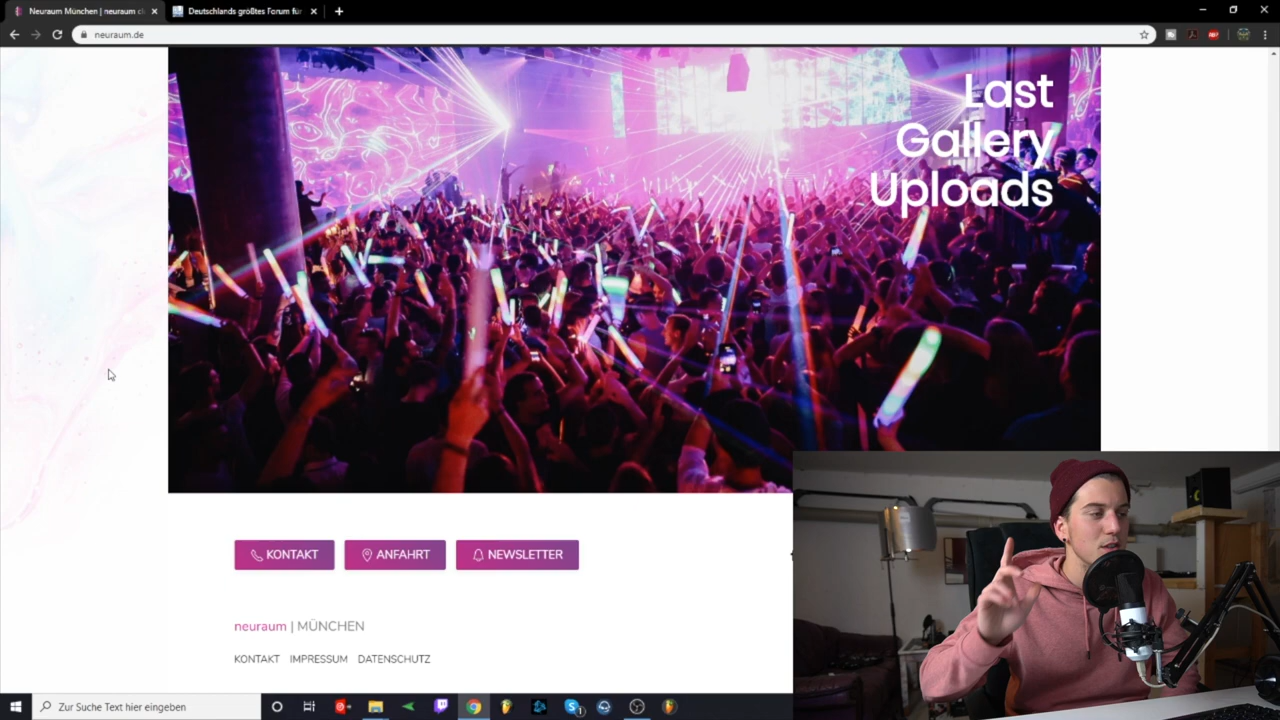 Neuraum München | neuraum cl
Deutschlands größtes Forum für
neuraum.de
Last
Gallery
Uploads
KONTAKT
ANFAHRT
NEWSLETTER
neuraum | MÜNCHEN
KONTAKT IMPRESSUM DATENSCHUTZ
Zur Suche Text hier eingeben